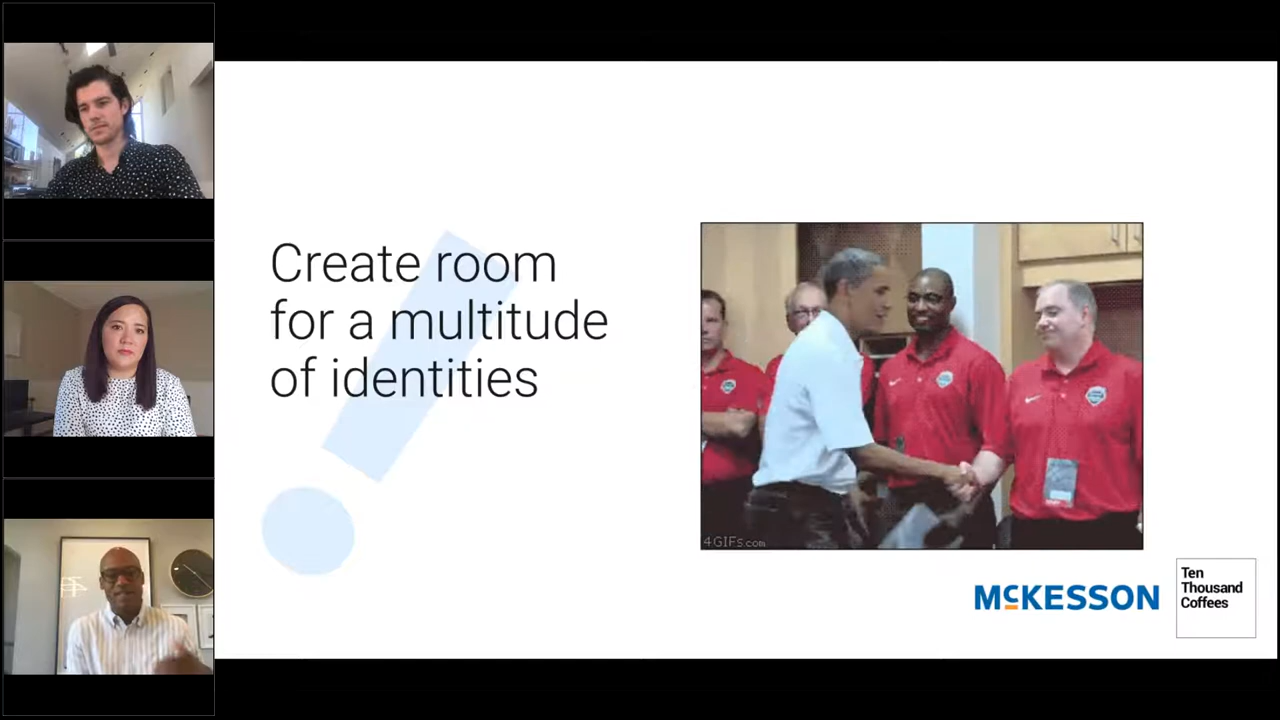 Create room
for a multitude
of identities
4GIFs.com
MCKESSON
Ten
Thousand
Coffees